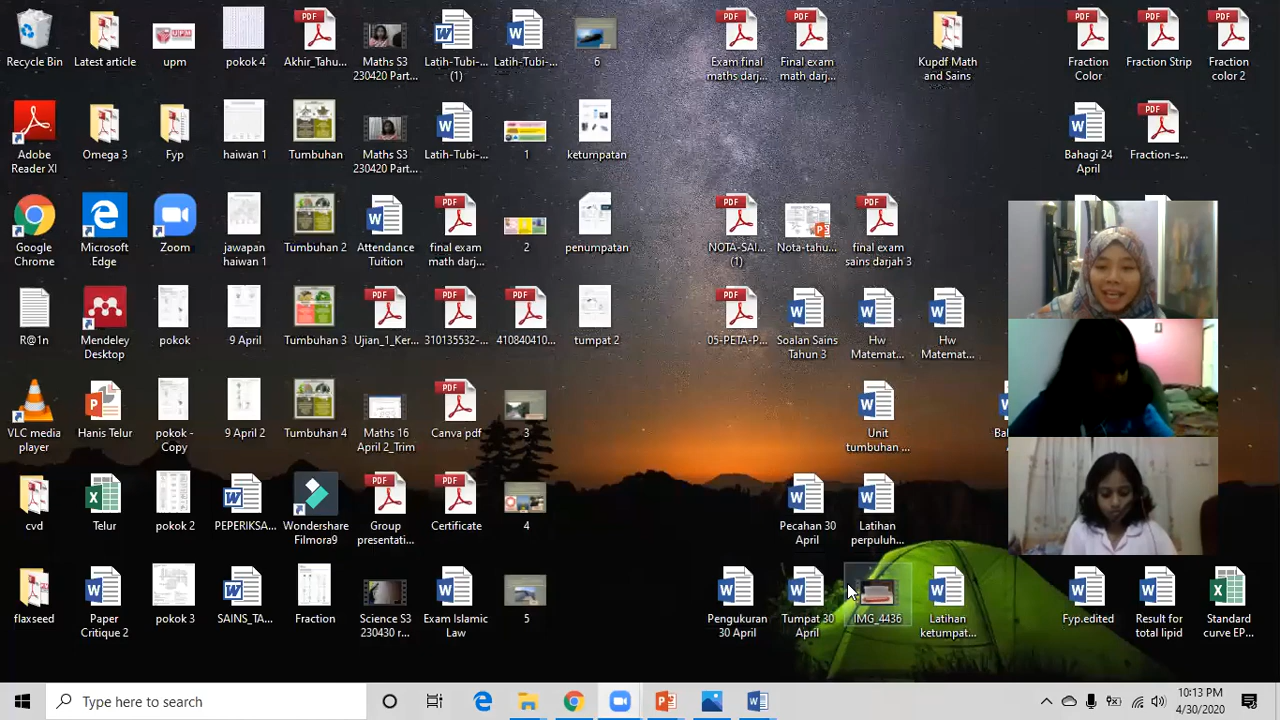 Recycle Pin
Latest article
upm
pokok 4
Akhir_Tahu...
Maths S3
230420 Part...
Latih-Tubi-...
(1)
Latih-Tubi-...
6
Exam final
maths darj...
Final exam
math darj...
Kupdf Math
and Sains
Fraction
Color
Fraction Strip
Fraction
color 2
Adobe
Reader XI
Omega 3
Fyp
haiwan 1
Tumbuhan
Maths S3
230420 Part...
Latih-Tubi-...
1
ketumpatan
Bahagi 24
April
Fraction-s...
Google
Chrome
Microsoft
Edge
Zoom
jawapan
haiwan 1
Tumbuhan 2
Attendance
Tuition
final exam
math darj...
2
penumpatan
NOTA-SAI...
(1)
Nota-tahu...
final exam
sains darjah 3
R@1h
Mendeley
Desktop
pokok
9 April
Tumbuhan 3
Ujian_1_Ker...
310135532-...
410840410...
tumpat 2
05-PETA-P...
Soalan Sains
Tahun 3
Hw
Matemat...
Hw
Matemat...
VLC media
player
Hanis Telur
pokok -
Copy
9 April 2
Tumbuhan 4
Maths 16
April 2_Trim
Canva pdf
3
Unit
tumbuhan ...
cvd
Telur
pokok 2
PEPERIKSA...
Wondershare
Filmora9
Group
presentati...
Certificate
4
Pecahan 30
April
Latihan
perpuluh...
flaxseed
Paper
Critique 2
pokok 3
SAINS_TA...
Fraction
Science S3
230430 r...
Exam Islamic
Law
5
Pengukuran
30 April
Tumpat 30
April
IMG_4436
Latihan
ketumpat...
Fyp.edited
Result for
total lipid
Standard
curve EP...
Type here to search
10:13 PM
4/30/2020